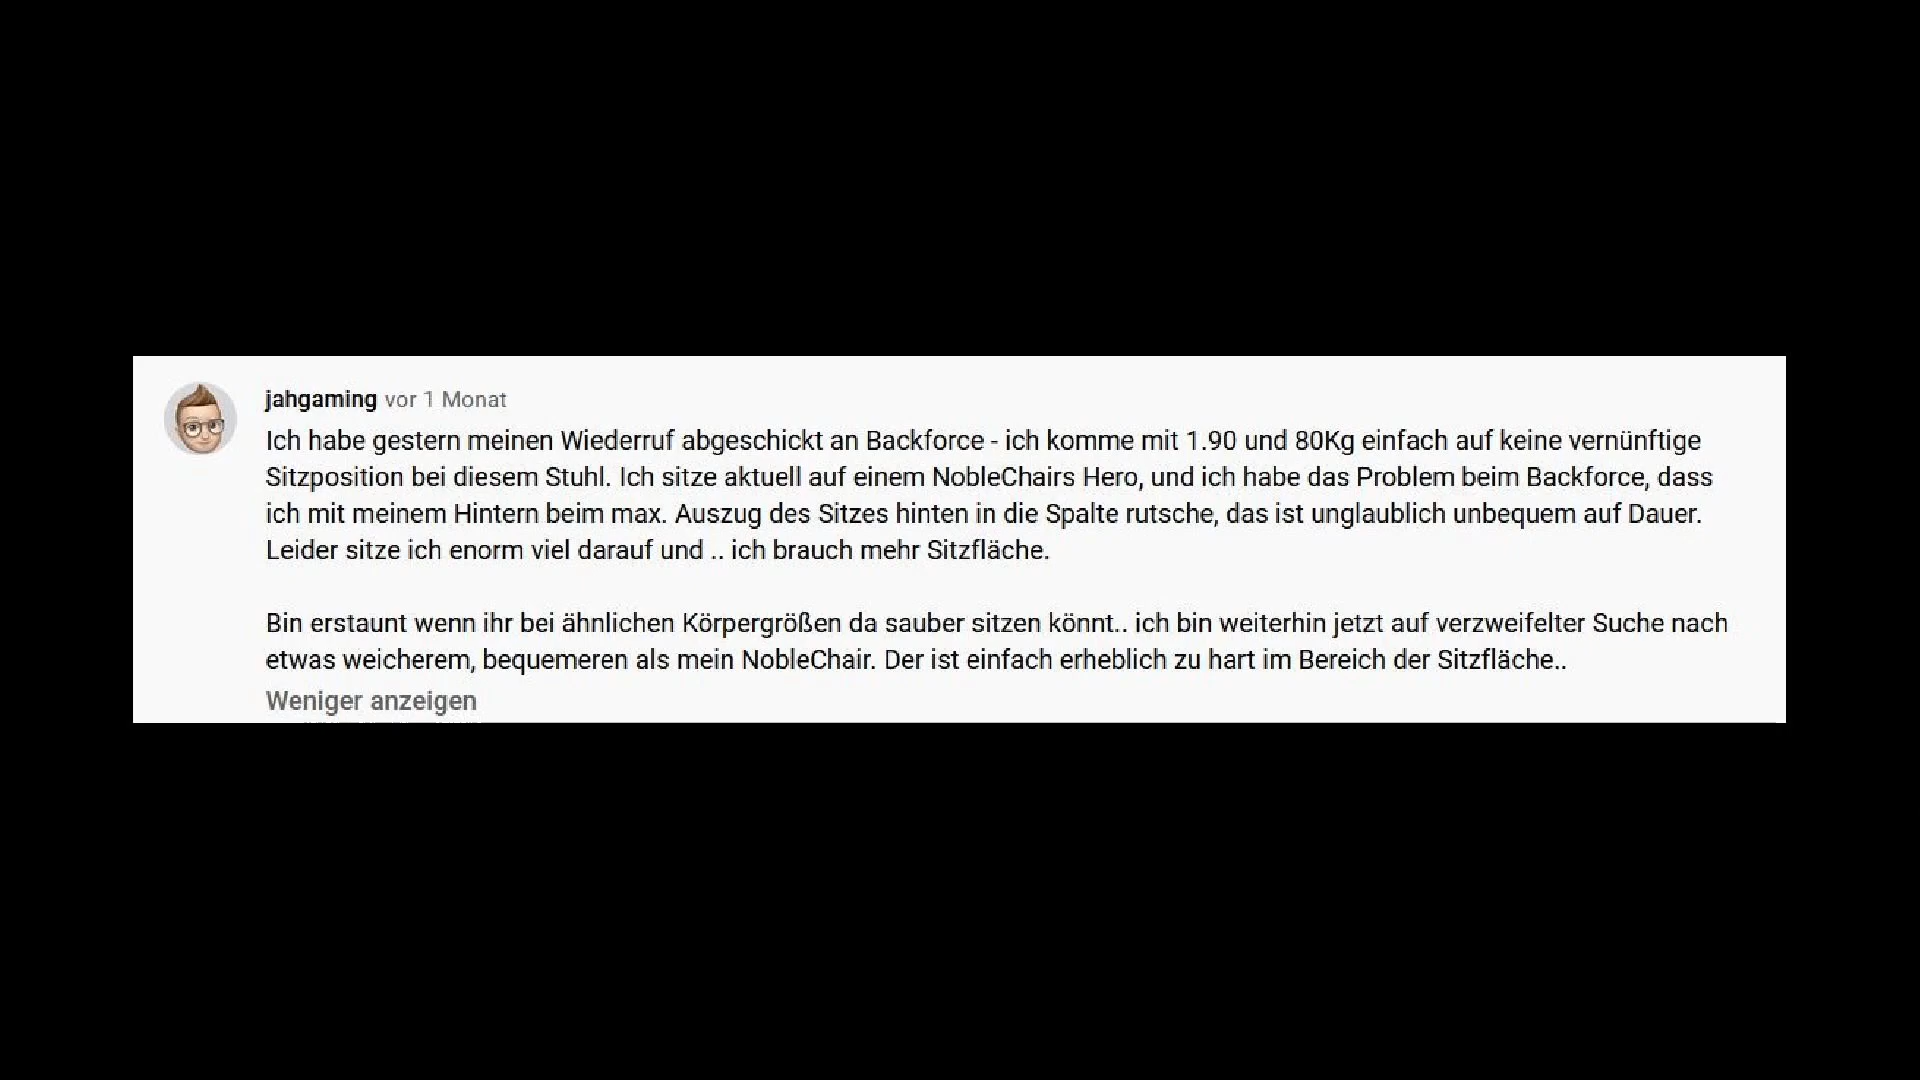 jahgaming vor 1 Monat
Ich habe gestern meinen Wiederruf abgeschickt an Backforce - ich komme mit 1.90 und 80Kg einfach auf keine vernünftige
Sitzposition bei diesem Stuhl. Ich sitze aktuell auf einem NobleChairs Hero, und ich habe das Problem beim Backforce, dass
ich mit meinem Hintern beim max. Auszug des Sitzes hinten in die Spalte rutsche, das ist unglaublich unbequem auf Dauer.
Leider sitze ich enorm viel darauf und .. ich brauch mehr Sitzfläche.
Bin erstaunt wenn ihr bei ähnlichen Körpergrößen da sauber sitzen könnt.. ich bin weiterhin jetzt auf verzweifelter Suche nach
etwas weicherem, bequemeren als mein NobleChair. Der ist einfach erheblich zu hart im Bereich der Sitzfläche..
Weniger anzeigen